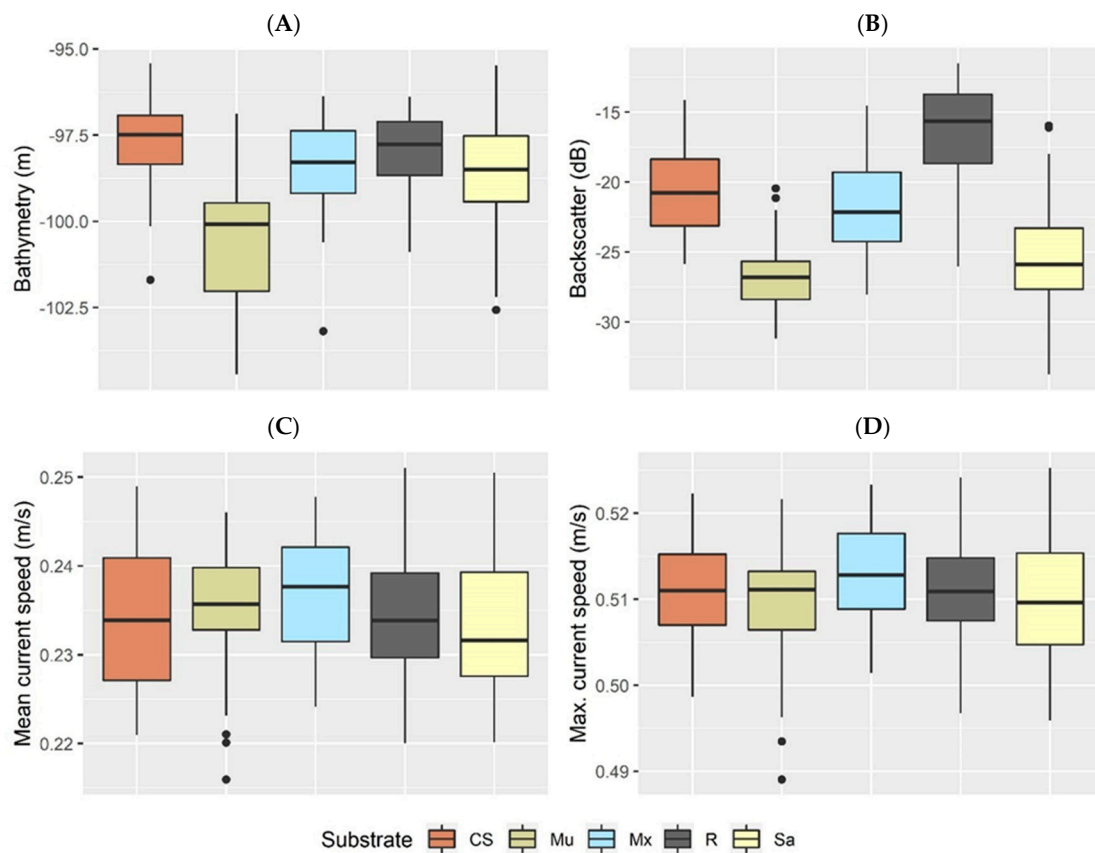 (A)
-95.0
-97.5
-100.0
-102.5
Bathymetry (m)
(B)
-15
-20
-25
-30
Backscatter (dB)
(C)
0.25
0.24
0.23
0.22
Mean current speed (m/s)
(D)
0.52
0.51
0.50
0.49
Max. current speed (m/s)
Substrate CS Mu Mx R Sa